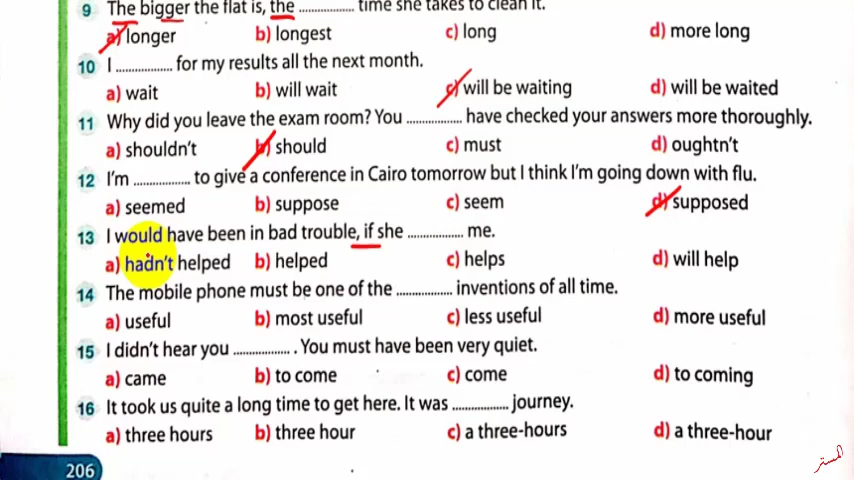 9 The bigger the flat is, the ................ time she takes to clean it.
a) longer b) longest c) long d) more long
10 I ................ for my results all the next month.
a) wait b) will wait c) will be waiting d) will be waited
11 Why did you leave the exam room? You ................ have checked your answers more thoroughly.
a) shouldn't b) should c) must d) oughtn't
12 I'm ................ to give a conference in Cairo tomorrow but I think I'm going down with flu.
a) seemed b) suppose c) seem d) supposed
13 I would have been in bad trouble, if she ................ me.
a) hadn't helped b) helped c) helps d) will help
14 The mobile phone must be one of the ................ inventions of all time.
a) useful b) most useful c) less useful d) more useful
15 I didn't hear you ................ . You must have been very quiet.
a) came b) to come c) come d) to coming
16 It took us quite a long time to get here. It was ................ journey.
a) three hours b) three hour c) a three-hours d) a three-hour
206
المستر